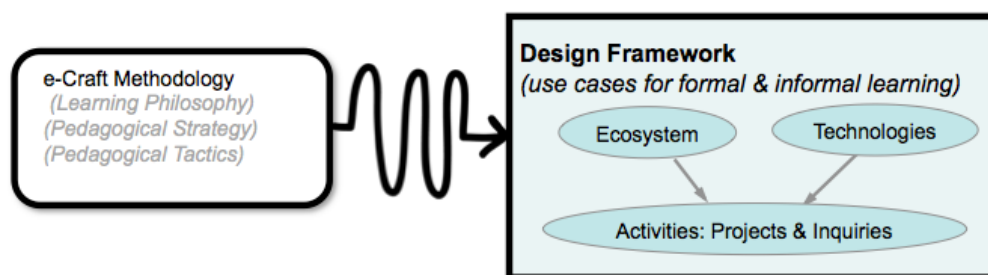 e-Craft Methodology
(Learning Philosophy)
(Pedagogical Strategy)
(Pedagogical Tactics)
Design Framework
(use cases for formal & informal learning)
Ecosystem
Technologies
Activities: Projects & Inquiries